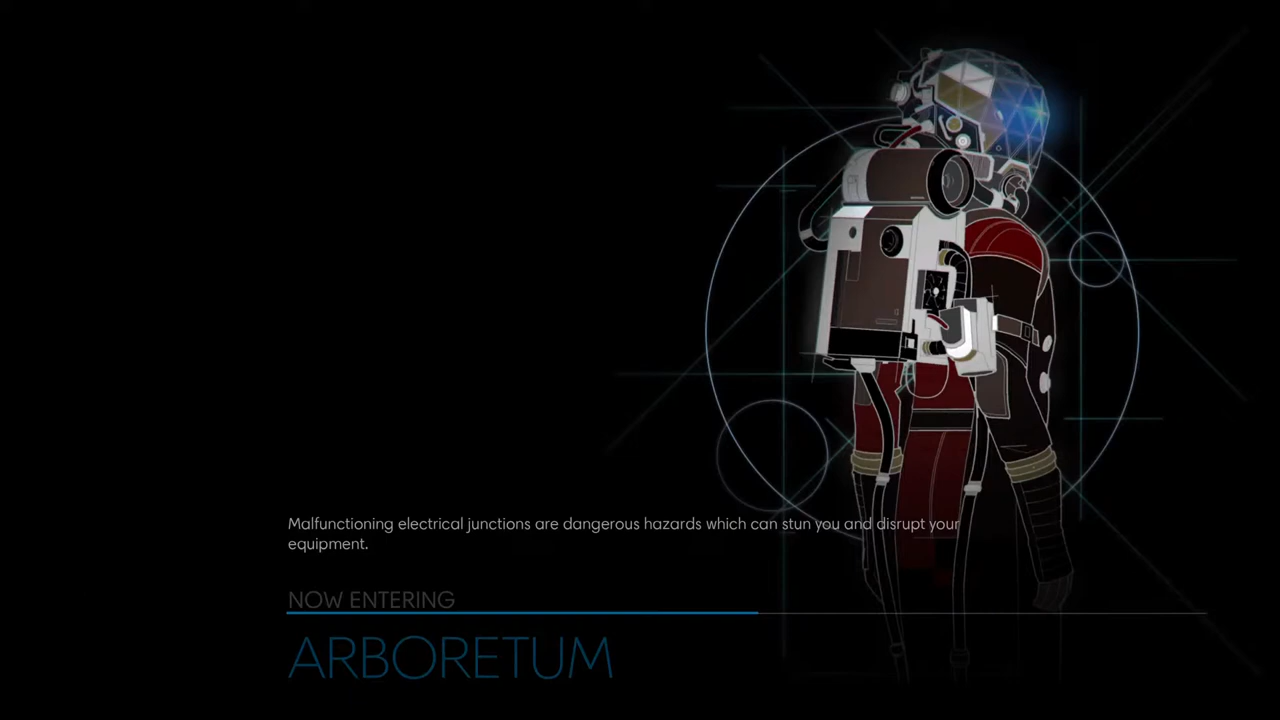 Malfunctioning electrical junctions are dangerous hazards which can stun you and disrupt your
equipment.
NOW ENTERING
ARBORETUM